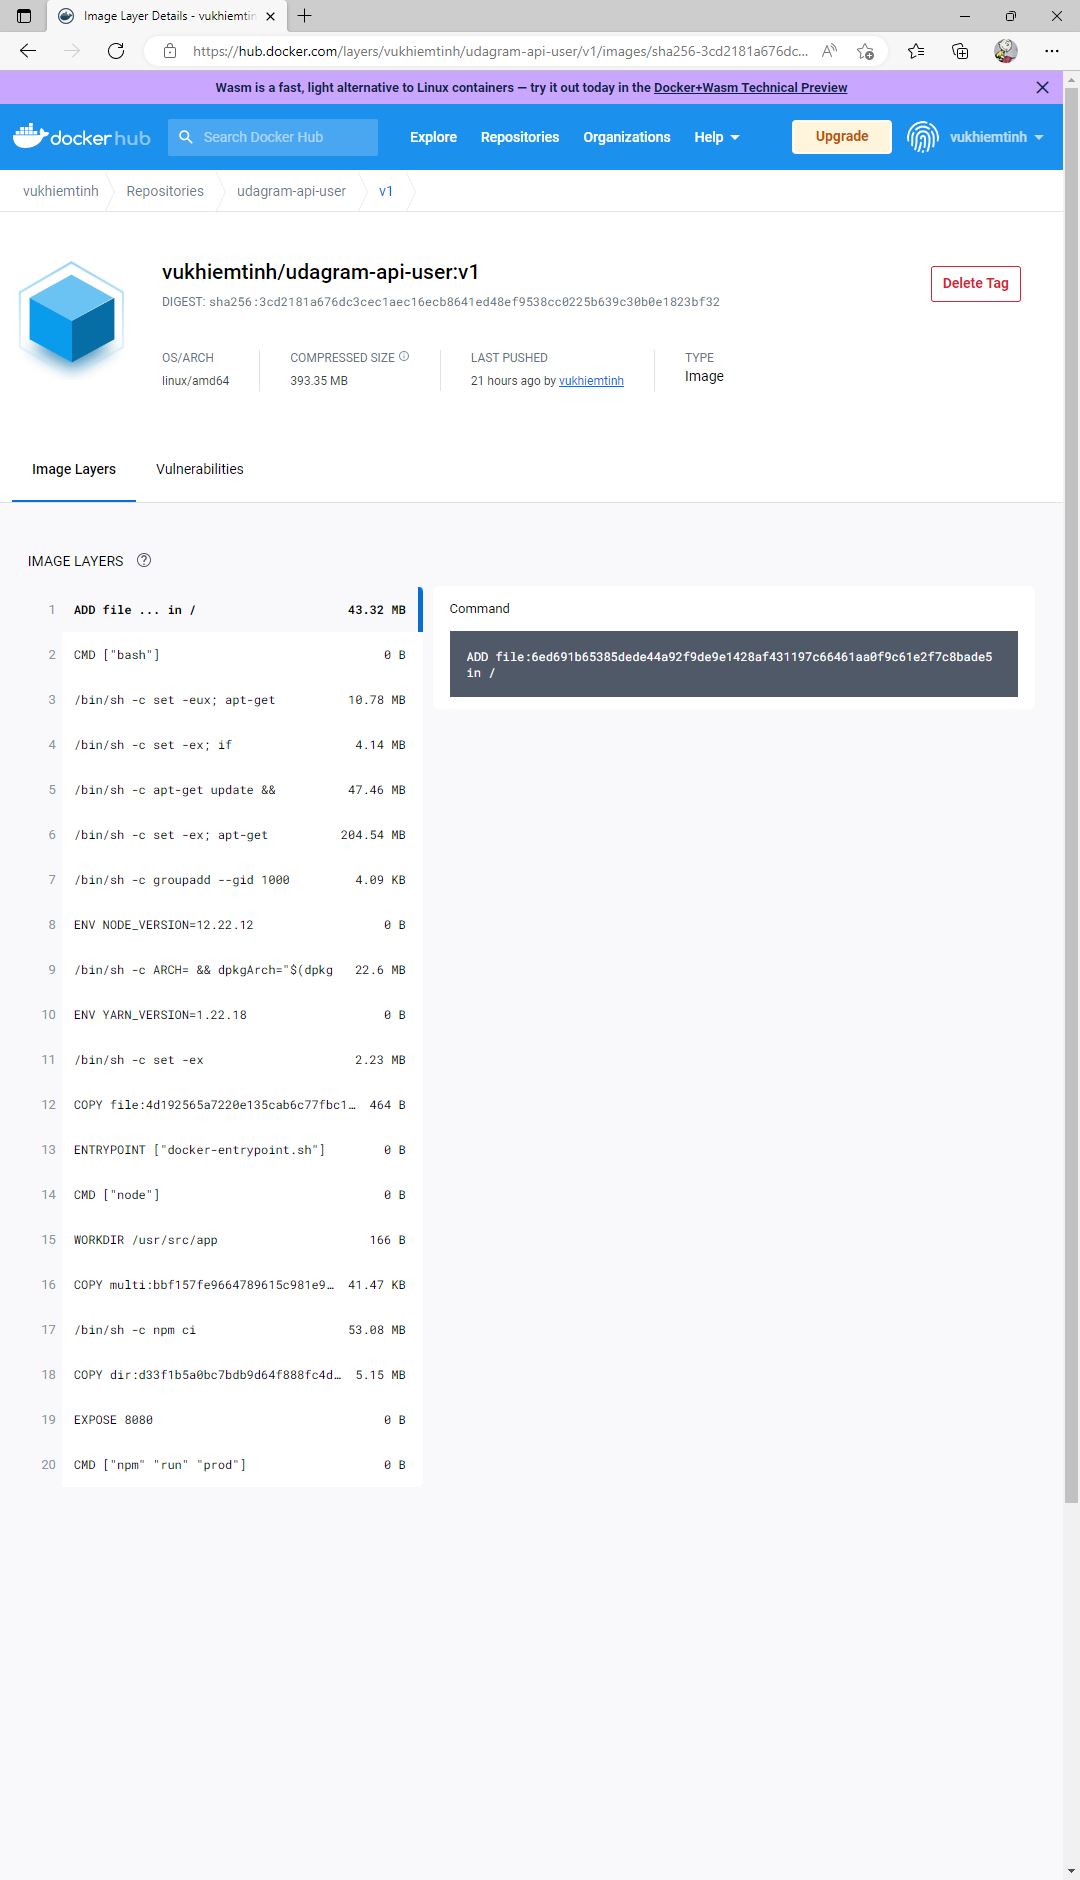 Image Layer Details - vukhiemtin
https://hub.docker.com/layers/vukhiemtinh/udagram-api-user/v1/images/sha256-3cd2181a676dc...
Wasm is a fast, light alternative to Linux containers — try it out today in the Docker+Wasm Technical Preview
docker hub
Search Docker Hub
Explore
Repositories
Organizations
Help
Upgrade
vukhiemtinh
vukhiemtinh
Repositories
udagram-api-user
v1
vukhiemtinh/udagram-api-user:v1
DIGEST: sha256:3cd2181a676dc3cec1aec16ecb8641ed48ef9538cc0225b639c30b0e1823bf32
Delete Tag
OS/ARCH
linux/amd64
COMPRESSED SIZE
393.35 MB
LAST PUSHED
21 hours ago by vukhiemtinh
TYPE
Image
Image Layers
Vulnerabilities
IMAGE LAYERS
1 ADD file ... in / 43.32 MB
2 CMD ["bash"] 0 B
3 /bin/sh -c set -eux; apt-get 10.78 MB
4 /bin/sh -c set -ex; if 4.14 MB
5 /bin/sh -c apt-get update && 47.46 MB
6 /bin/sh -c set -ex; apt-get 204.54 MB
7 /bin/sh -c groupadd --gid 1000 4.09 KB
8 ENV NODE_VERSION=12.22.12 0 B
9 /bin/sh -c ARCH= && dpkgArch="$(dpkg 22.6 MB
10 ENV YARN_VERSION=1.22.18 0 B
11 /bin/sh -c set -ex 2.23 MB
12 COPY file:4d192565a7220e135cab6c77fbc1… 464 B
13 ENTRYPOINT ["docker-entrypoint.sh"] 0 B
14 CMD ["node"] 0 B
15 WORKDIR /usr/src/app 166 B
16 COPY multi:bbf157fe9664789615c981e9… 41.47 KB
17 /bin/sh -c npm ci 53.08 MB
18 COPY dir:d33f1b5a0bc7bdb9d64f888fc4d… 5.15 MB
19 EXPOSE 8080 0 B
20 CMD ["npm" "run" "prod"] 0 B
Command
ADD file:6ed691b65385dede44a92f9de9e1428af431197c66461aa0f9c61e2f7c8bade5
in /